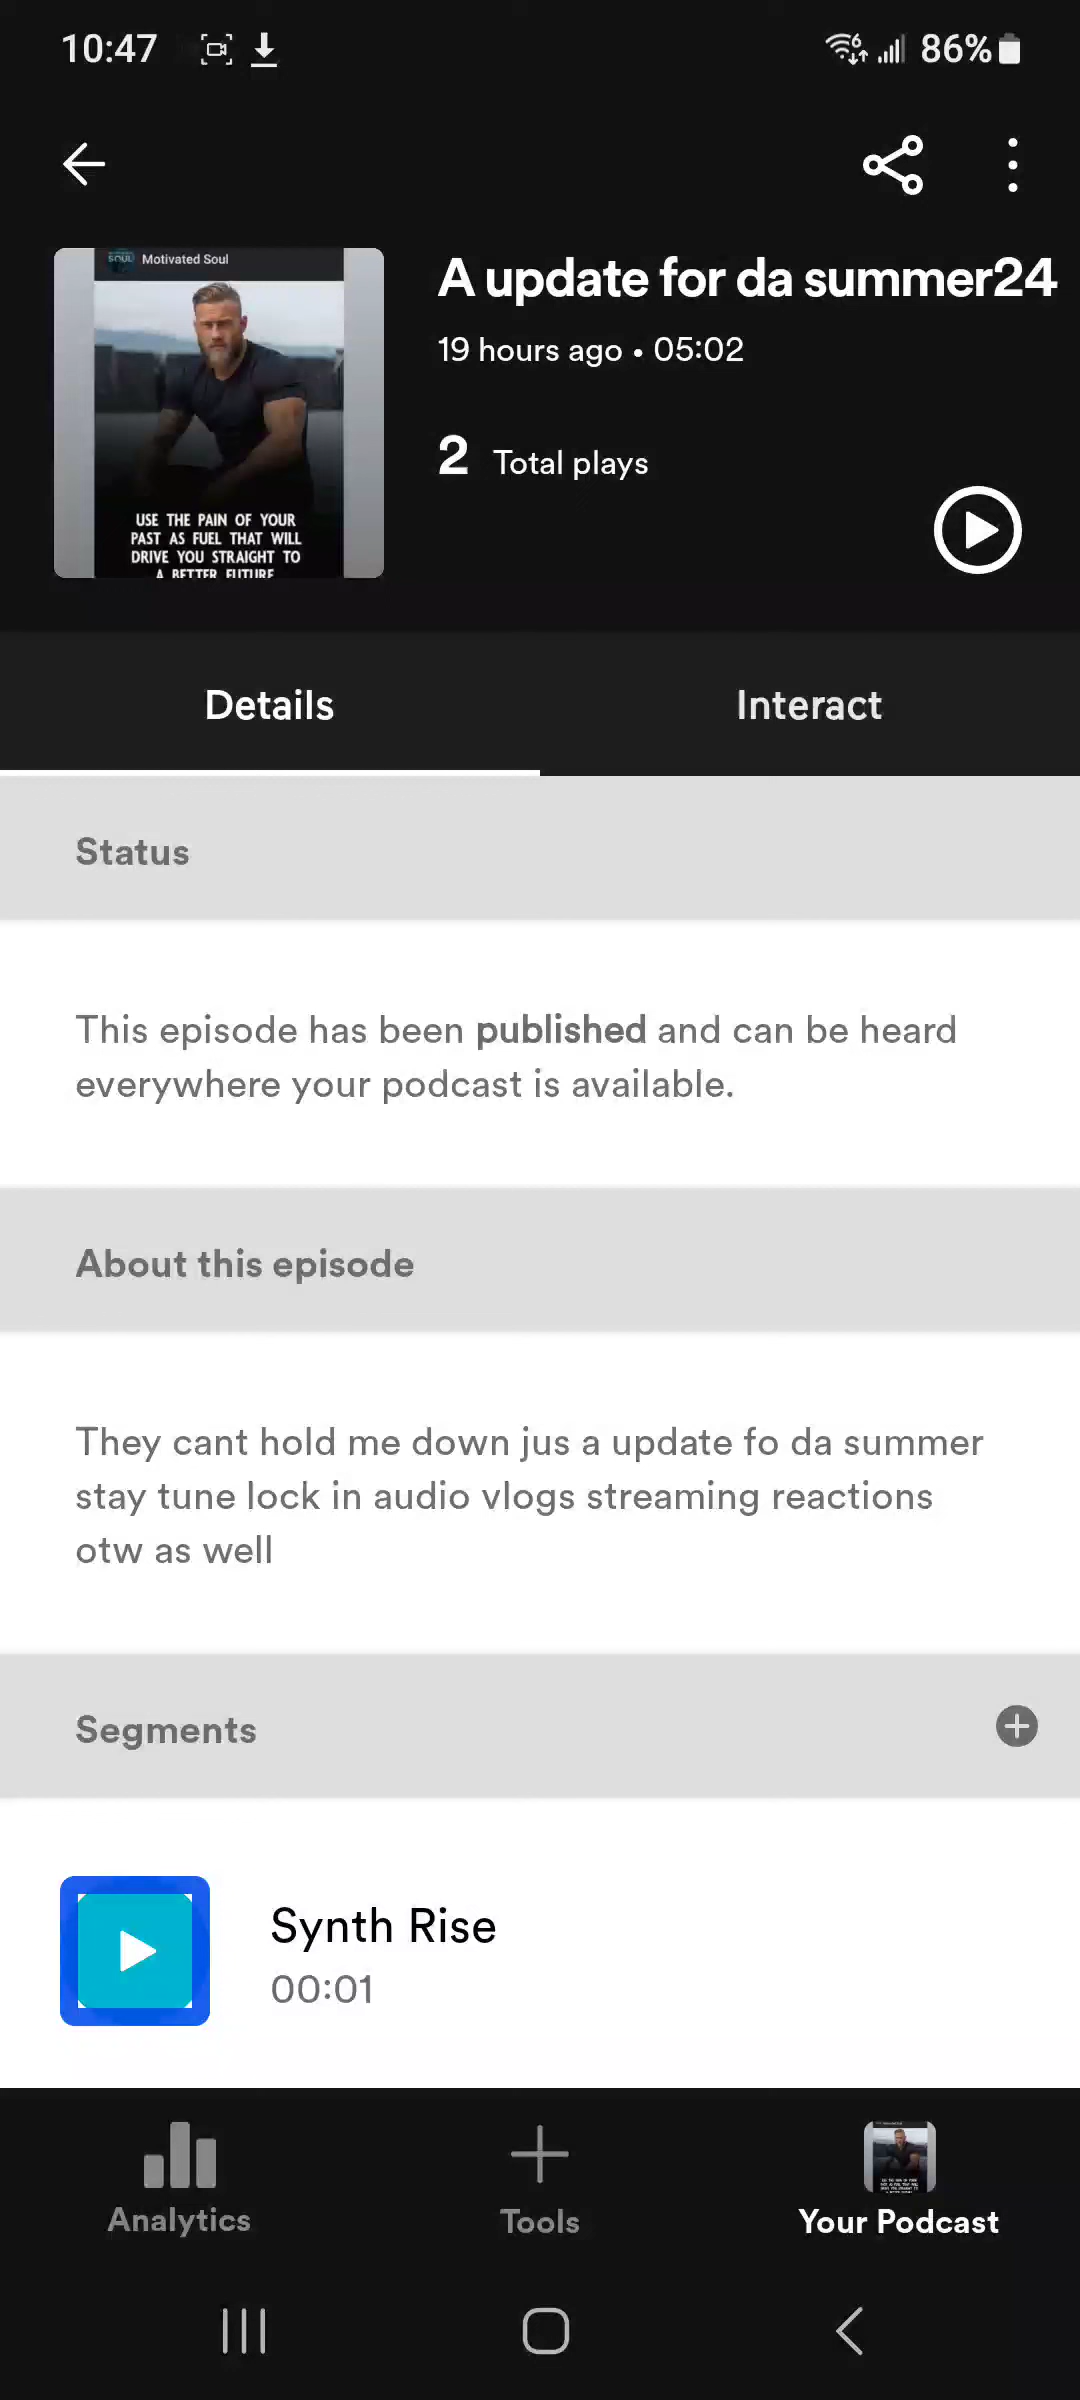 10:47
86%
SOUL Motivated Soul
A update for da summer24
19 hours ago • 05:02
2 Total plays
USE THE PAIN OF YOUR
PAST AS FUEL THAT WILL
DRIVE YOU STRAIGHT TO
A BETTER FUTURE
Details
Interact
Status
This episode has been published and can be heard
everywhere your podcast is available.
About this episode
They cant hold me down jus a update fo da summer
stay tune lock in audio vlogs streaming reactions
otw as well
Segments
Synth Rise
00:01
Analytics
Tools
Your Podcast